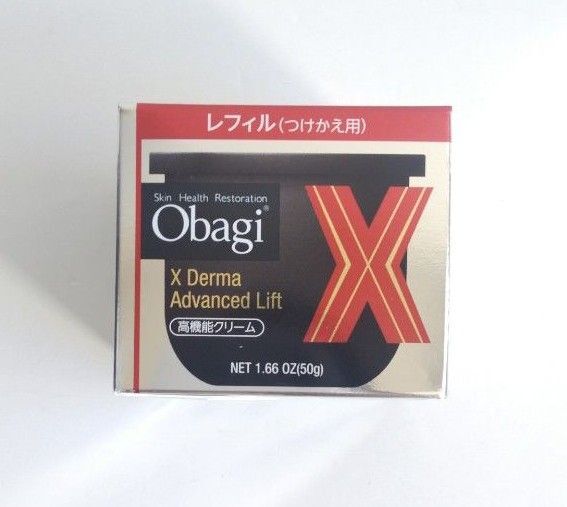 レフィル(つけかえ用)
Skin Health Restoration
Obagi®
X Derma
Advanced Lift
高機能クリーム
NET 1.66 OZ(50g)
X